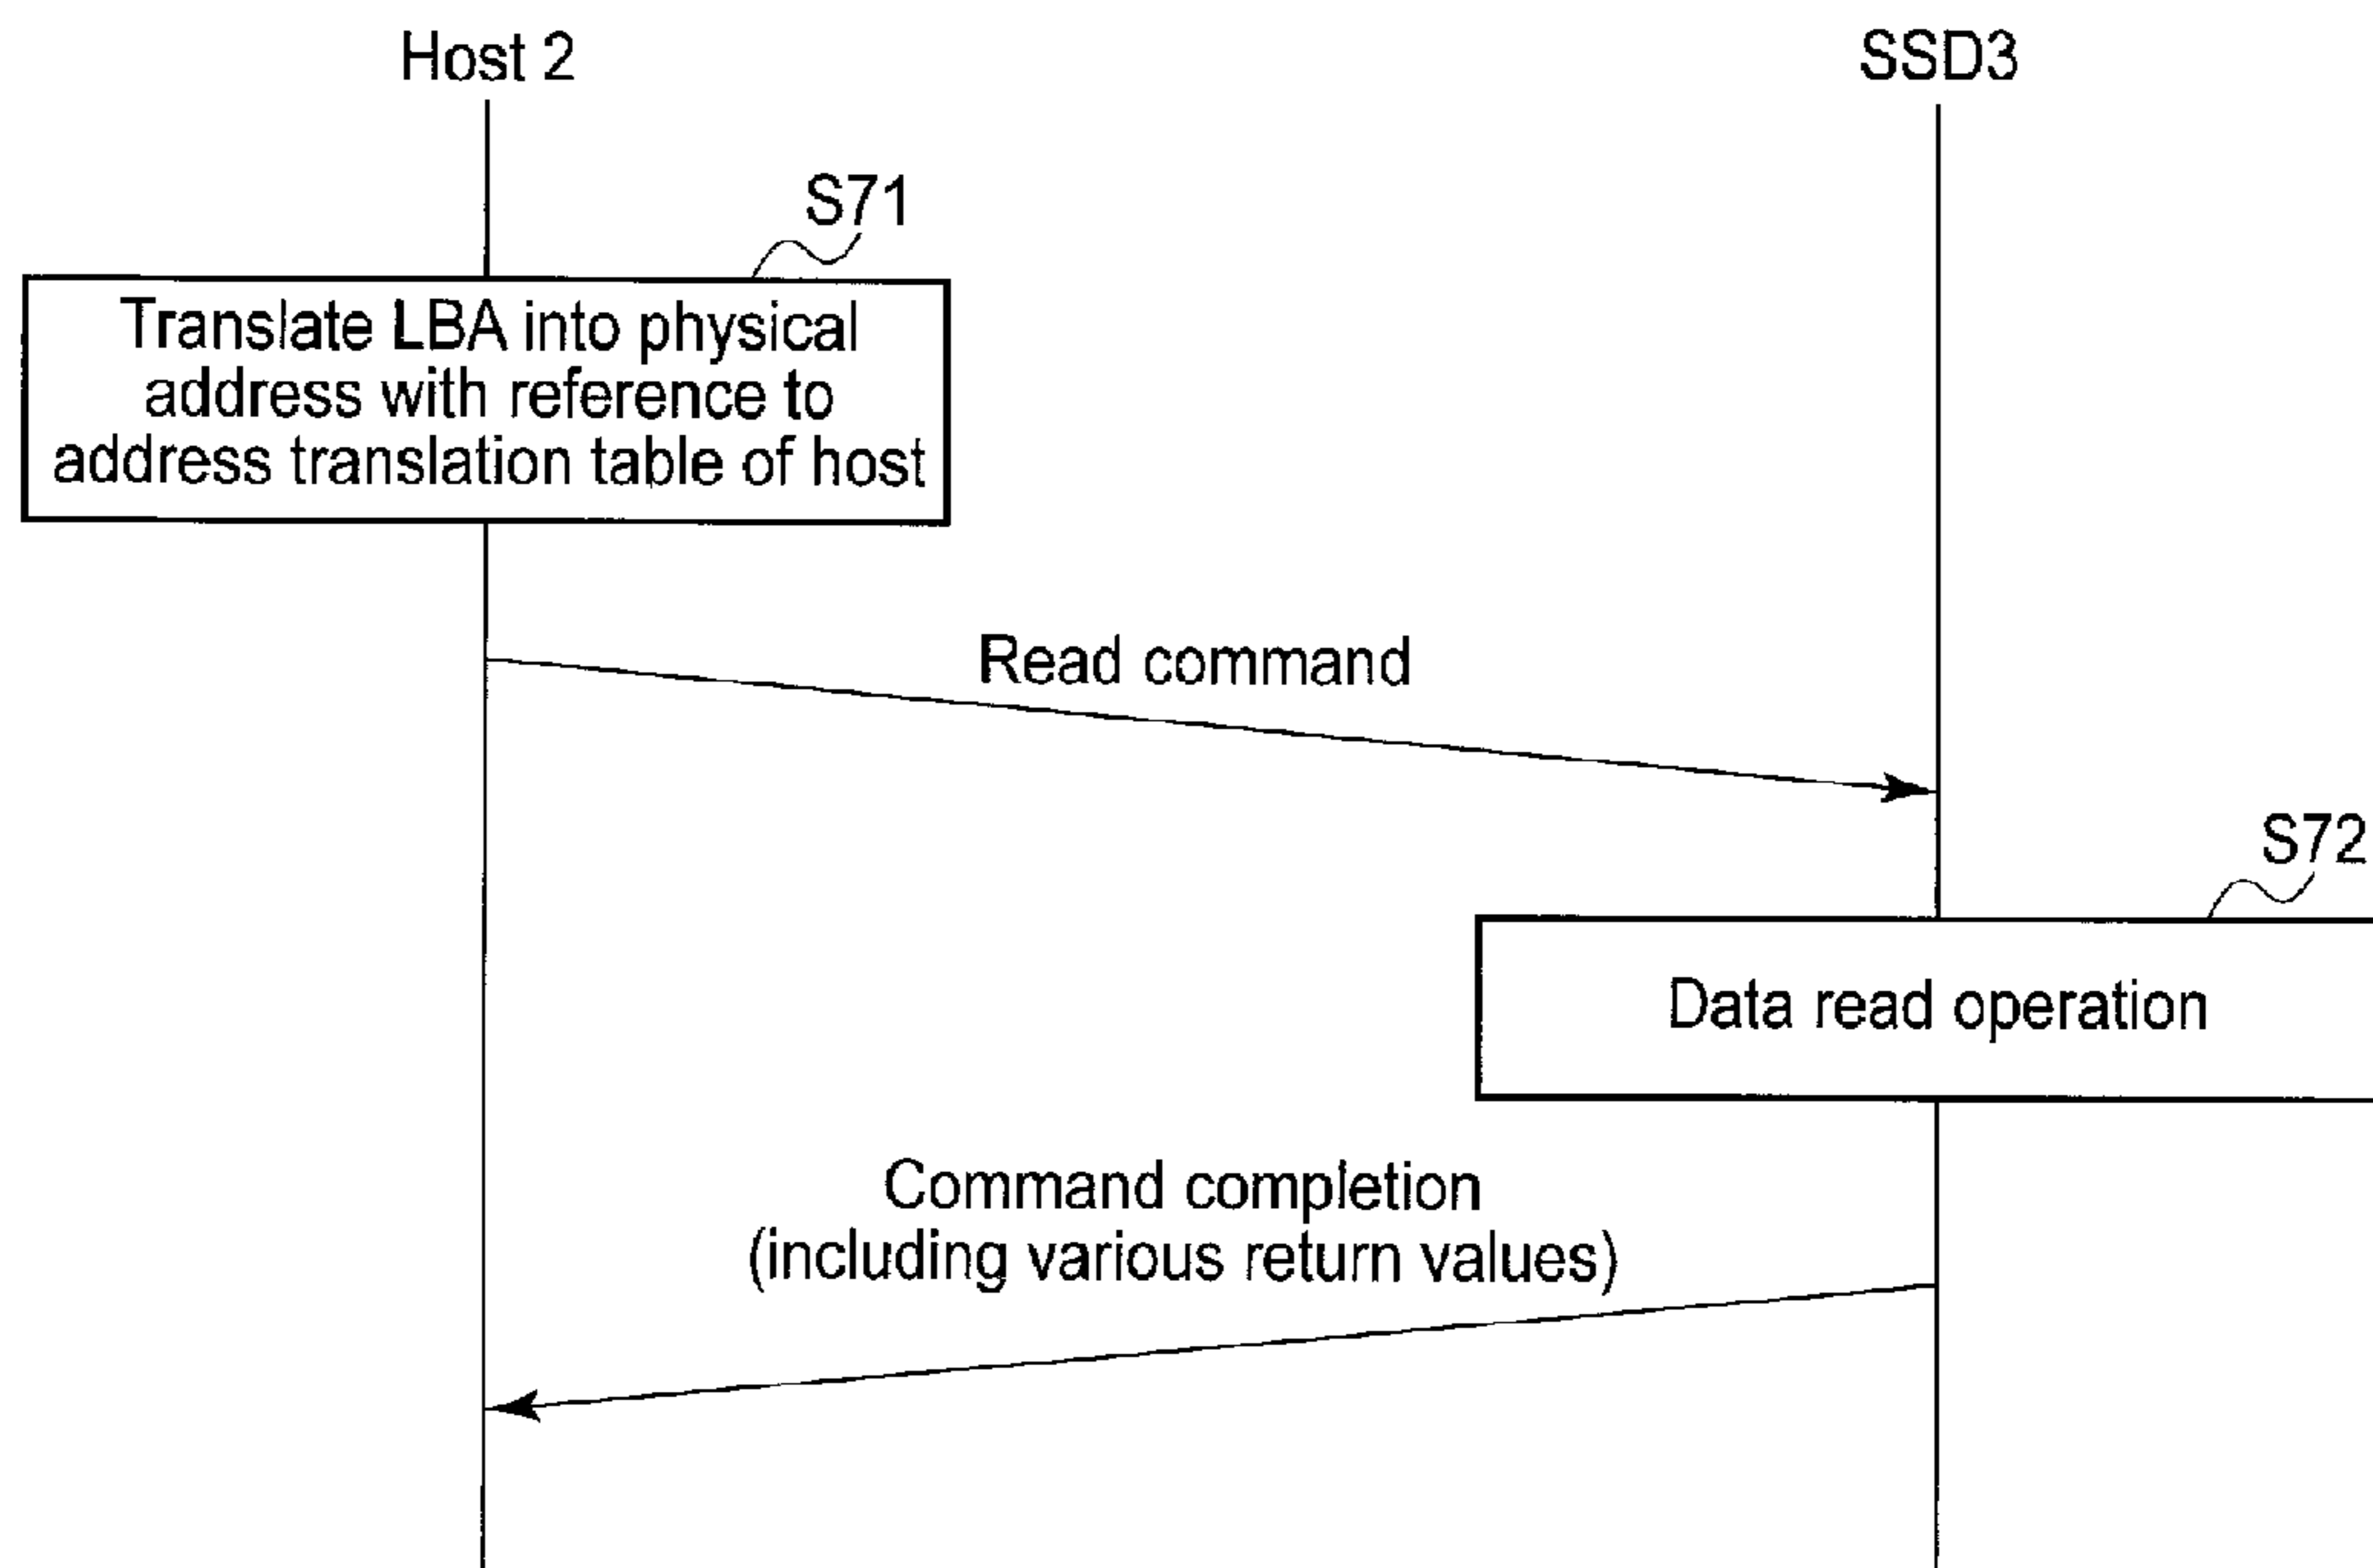 Host 2
SSD3
S71
Translate LBA into physical
address with reference to
address translation table of host
Read command
S72
Data read operation
Command completion
(including various return values)